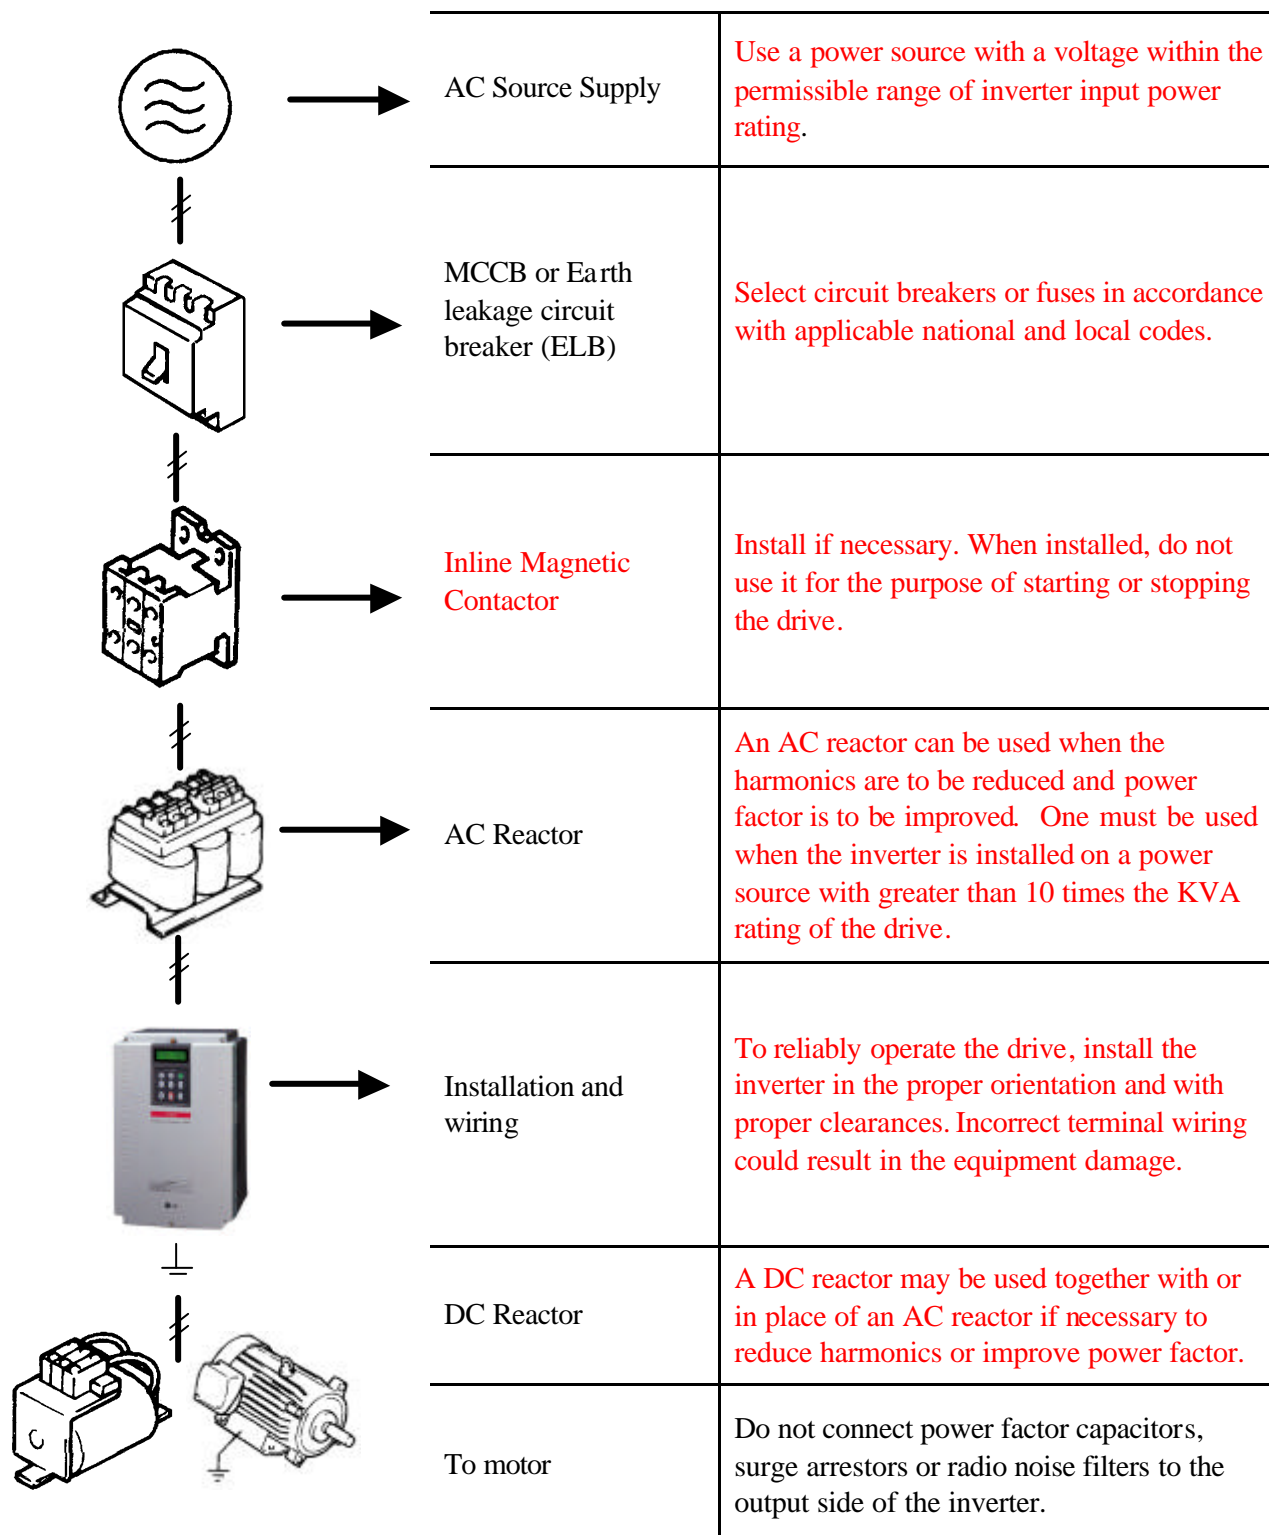 AC Source Supply
Use a power source with a voltage within the
permissible range of inverter input power
rating.
MCCB or Earth
leakage circuit
breaker (ELB)
Select circuit breakers or fuses in accordance
with applicable national and local codes.
Inline Magnetic
Contactor
Install if necessary. When installed, do not
use it for the purpose of starting or stopping
the drive.
AC Reactor
An AC reactor can be used when the
harmonics are to be reduced and power
factor is to be improved. One must be used
when the inverter is installed on a power
source with greater than 10 times the KVA
rating of the drive.
Installation and
wiring
To reliably operate the drive, install the
inverter in the proper orientation and with
proper clearances. Incorrect terminal wiring
could result in the equipment damage.
DC Reactor
A DC reactor may be used together with or
in place of an AC reactor if necessary to
reduce harmonics or improve power factor.
To motor
Do not connect power factor capacitors,
surge arrestors or radio noise filters to the
output side of the inverter.